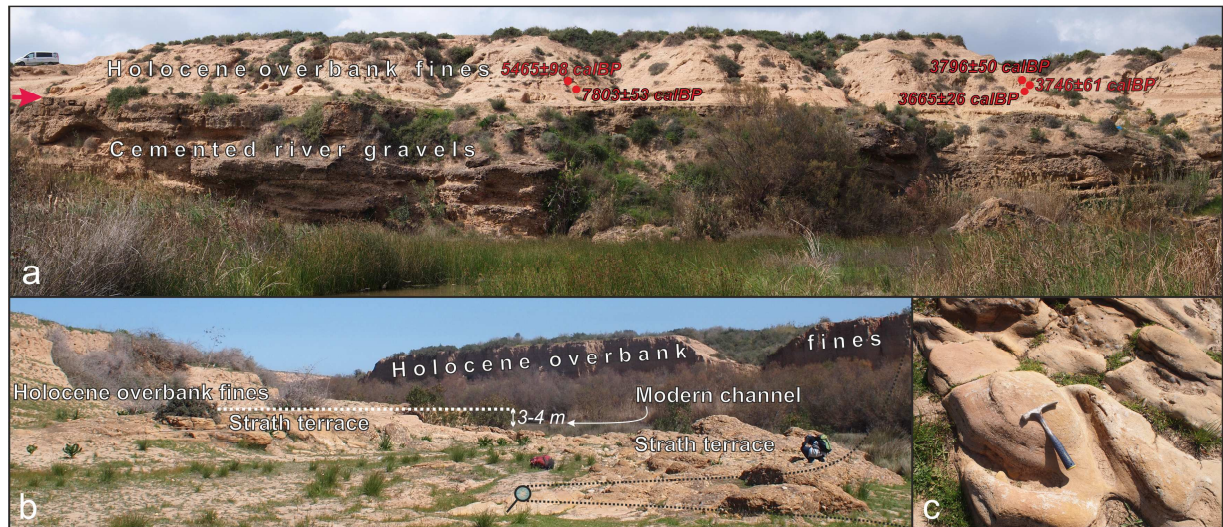 Holocene overbank fines
5465±98 calBP
7803±53 calBP
3796±50 calBP
3746±61 calBP
3665±26 calBP
Cemented river gravels
a
Holocene overbank fines
Holocene overbank fines
Strath terrace
3-4 m
Modern channel
Strath terrace
b
c